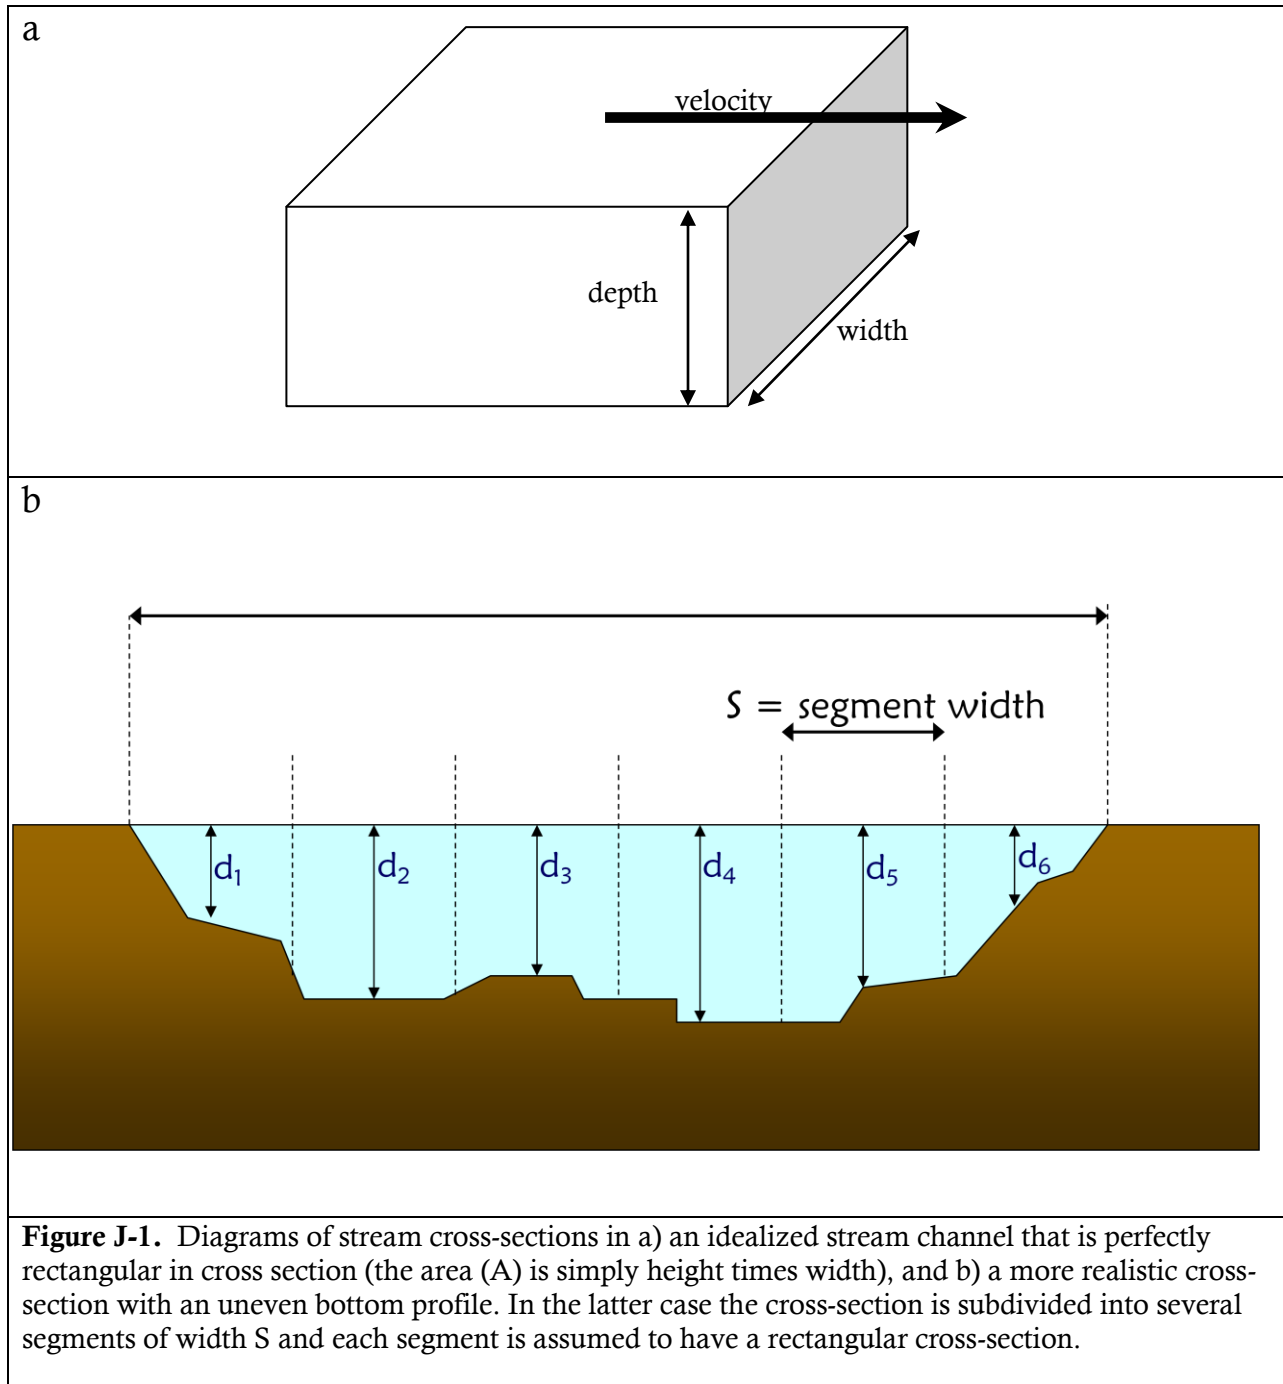 a
velocity
depth
width
b
S = segment width
d₁
d₂
d₃
d₄
d₅
d₆
Figure J-1. Diagrams of stream cross-sections in a) an idealized stream channel that is perfectly
rectangular in cross section (the area (A) is simply height times width), and b) a more realistic cross-
section with an uneven bottom profile. In the latter case the cross-section is subdivided into several
segments of width S and each segment is assumed to have a rectangular cross-section.